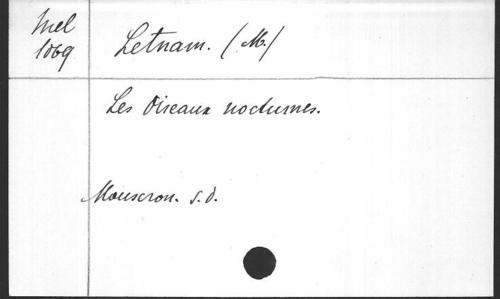 Mel
1069
Letnam. (M.)
Les Oiseaux nocturnes.
Mouscron. s.d.